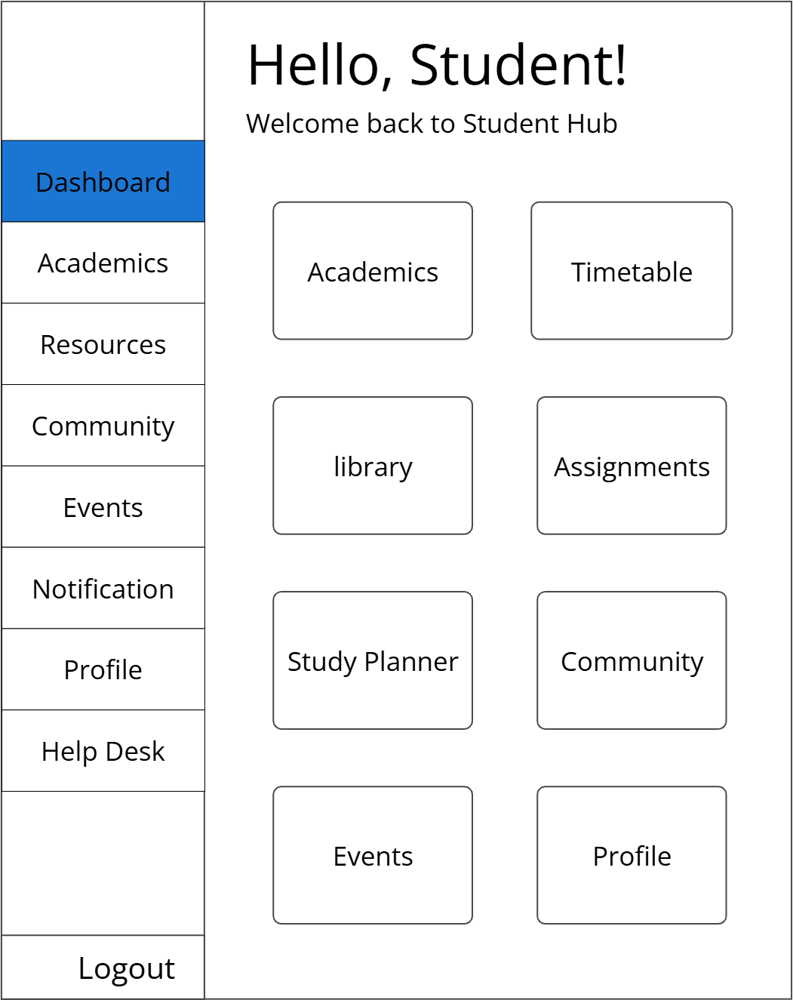 Hello, Student!
Welcome back to Student Hub
Dashboard
Academics
Resources
Community
Events
Notification
Profile
Help Desk
Logout
Academics
Timetable
library
Assignments
Study Planner
Community
Events
Profile